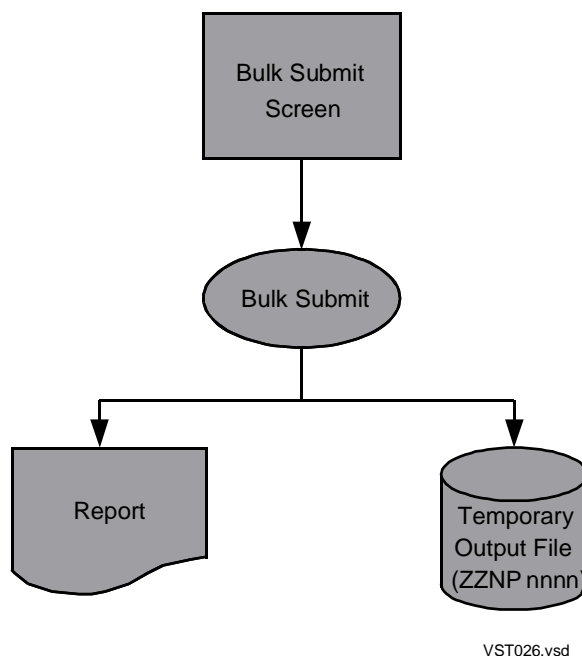 Bulk Submit
Screen
Bulk Submit
Report
Temporary
Output File
(ZZNP nnnn)
VST026.vsd